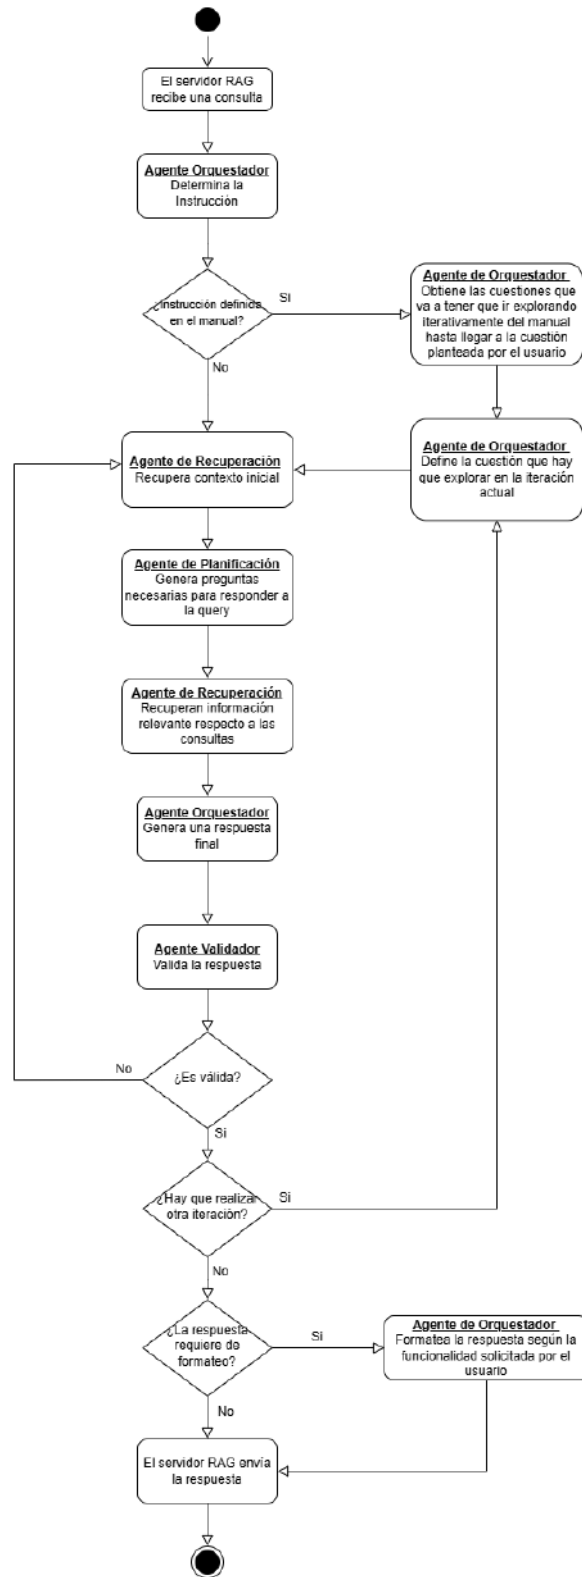 El servidor RAG
recibe una consulta
Agente Orquestador
Determina la
Instrucción
¿Instrucción definida
en el manual?
Si
No
Agente de Orquestador
Obtiene las cuestiones que
va a tener que ir explorando
iterativamente del manual
hasta llegar a la cuestión
planteada por el usuario
Agente de Orquestador
Define la cuestión que hay
que explorar en la iteración
actual
Agente de Recuperación
Recupera contexto inicial
Agente de Planificación
Genera preguntas
necesarias para responder a
la query
Agente de Recuperación
Recuperan información
relevante respecto a las
consultas
Agente Orquestador
Genera una respuesta
final
Agente Validador
Valida la respuesta
¿Es válida?
No
Si
¿Hay que realizar
otra iteración?
Si
No
¿La respuesta
requiere de
formateo?
Si
No
Agente de Orquestador
Formatea la respuesta según la
funcionalidad solicitada por el
usuario
El servidor RAG envía
la respuesta